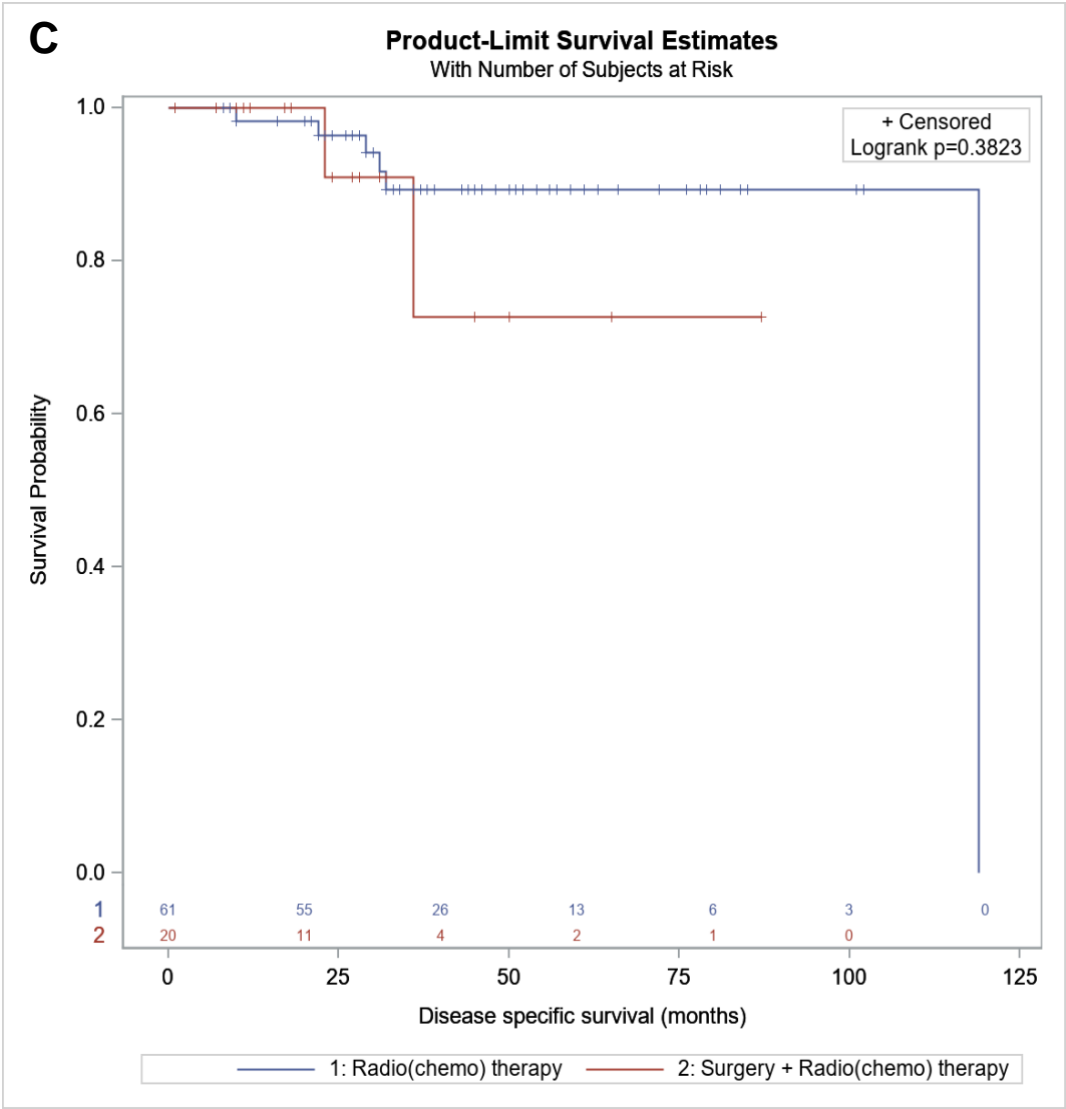 C
Product-Limit Survival Estimates
With Number of Subjects at Risk
+ Censored
Logrank p=0.3823
1.0
0.8
0.6
0.4
0.2
0.0
Survival Probability
1 61 55 26 13 6 3 0
2 20 11 4 2 1 0
0 25 50 75 100 125
Disease specific survival (months)
1: Radio(chemo) therapy 2: Surgery + Radio(chemo) therapy